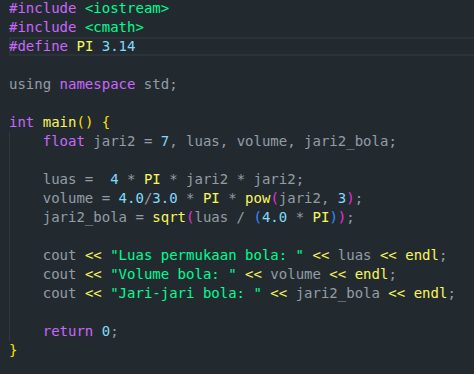 #include <iostream>
#include <cmath>
#define PI 3.14
using namespace std;
int main() {
float jari2 = 7, luas, volume, jari2_bola;
luas =  4 * PI * jari2 * jari2;
volume = 4.0/3.0 * PI * pow(jari2, 3);
jari2_bola = sqrt(luas / (4.0 * PI));
cout << "Luas permukaan bola: " << luas << endl;
cout << "Volume bola: " << volume << endl;
cout << "Jari-jari bola: " << jari2_bola << endl;
return 0;
}